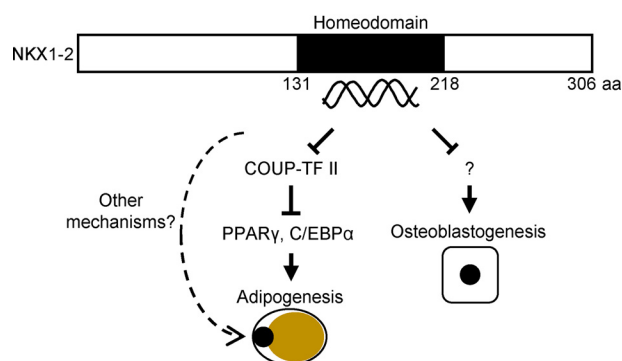 Homeodomain
NKX1-2
131
218
306 aa
COUP-TF II
?
Other
mechanisms?
PPARγ, C/EBPα
Osteoblastogenesis
Adipogenesis